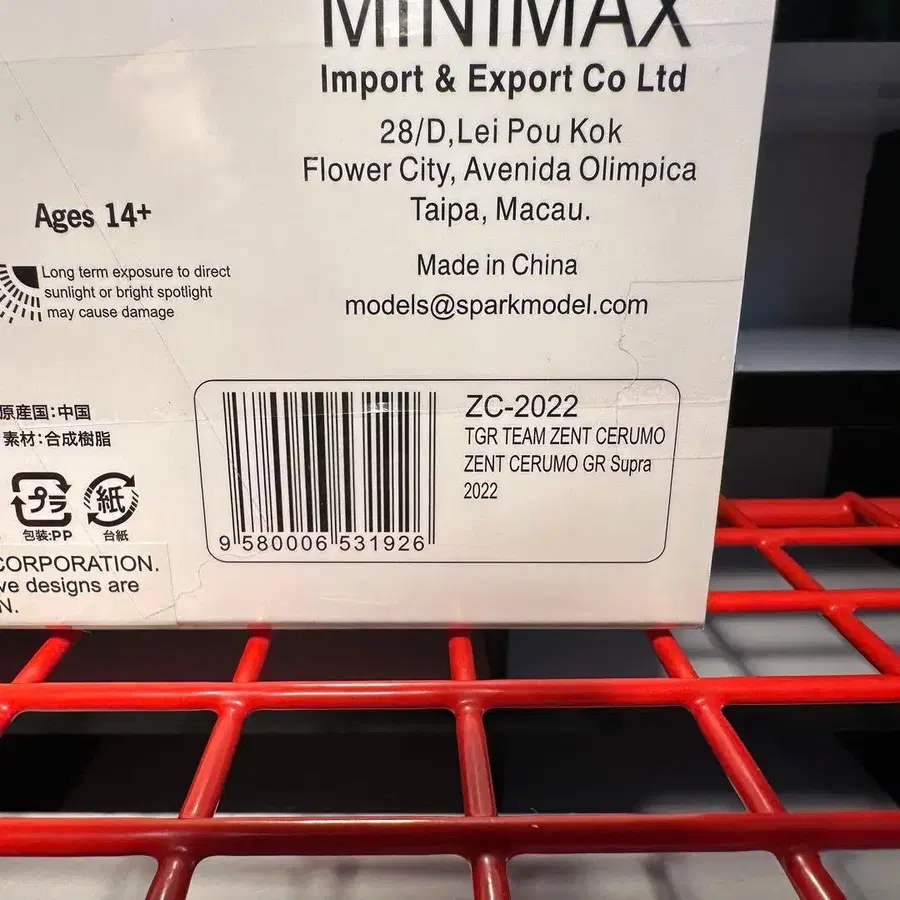 MINIMAX
Import & Export Co Ltd
28/D,Lei Pou Kok
Flower City, Avenida Olimpica
Taipa, Macau.
Made in China
models@sparkmodel.com
Ages 14+
Long term exposure to direct
sunlight or bright spotlight
may cause damage
原産国:中国
素材:合成樹脂
プラ
包装:PP
紙
台紙
CORPORATION.
ve designs are
N.
ZC-2022
TGR TEAM ZENT CERUMO
ZENT CERUMO GR Supra
2022
9 580006 531926